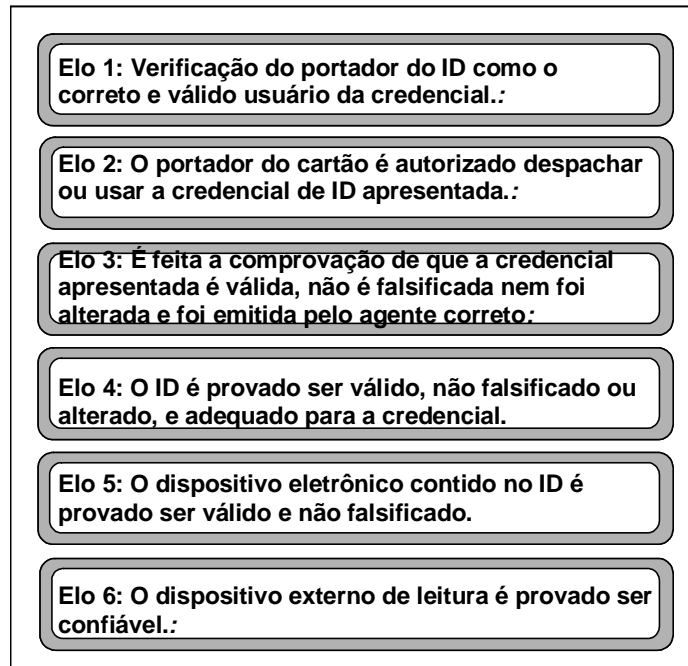 Elo 1: Verificação do portador do ID como o
correto e válido usuário da credencial.:
Elo 2: O portador do cartão é autorizado despachar
ou usar a credencial de ID apresentada.:
Elo 3: É feita a comprovação de que a credencial
apresentada é válida, não é falsificada nem foi
alterada e foi emitida pelo agente correto:
Elo 4: O ID é provado ser válido, não falsificado ou
alterado, e adequado para a credencial.
Elo 5: O dispositivo eletrônico contido no ID é
provado ser válido e não falsificado.
Elo 6: O dispositivo externo de leitura é provado ser
confiável.: